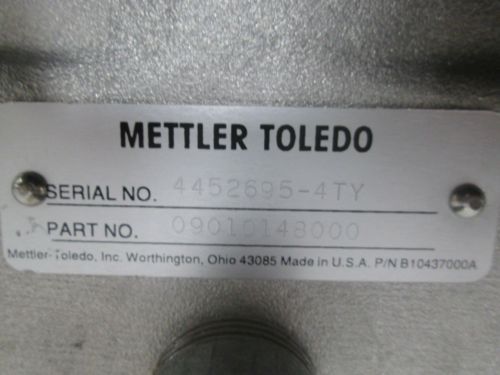 METTLER TOLEDO
SERIAL NO. 4452695-4TY
PART NO. 09010148000
Mettler-Toledo, Inc. Worthington, Ohio 43085 Made in U.S.A. P/N B10437000A